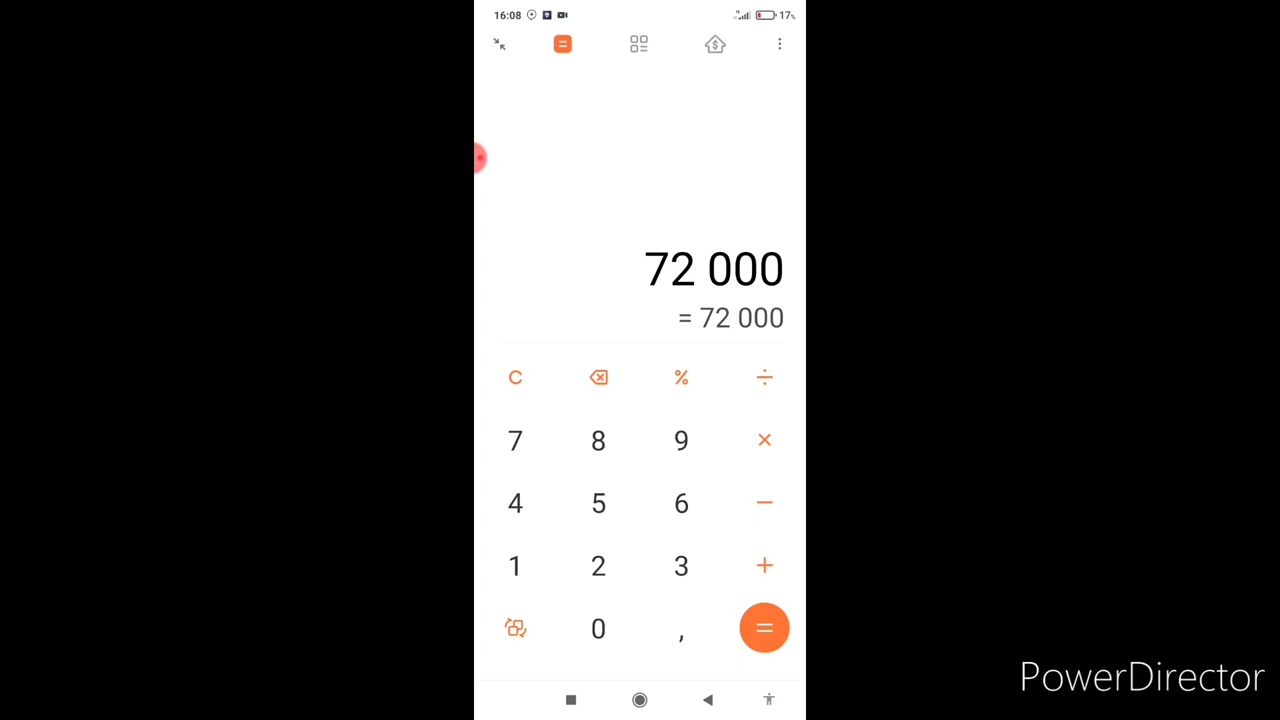 16:08 17%
72 000
= 72 000
C % ÷
7 8 9 ×
4 5 6 −
1 2 3 +
0 , =
PowerDirector